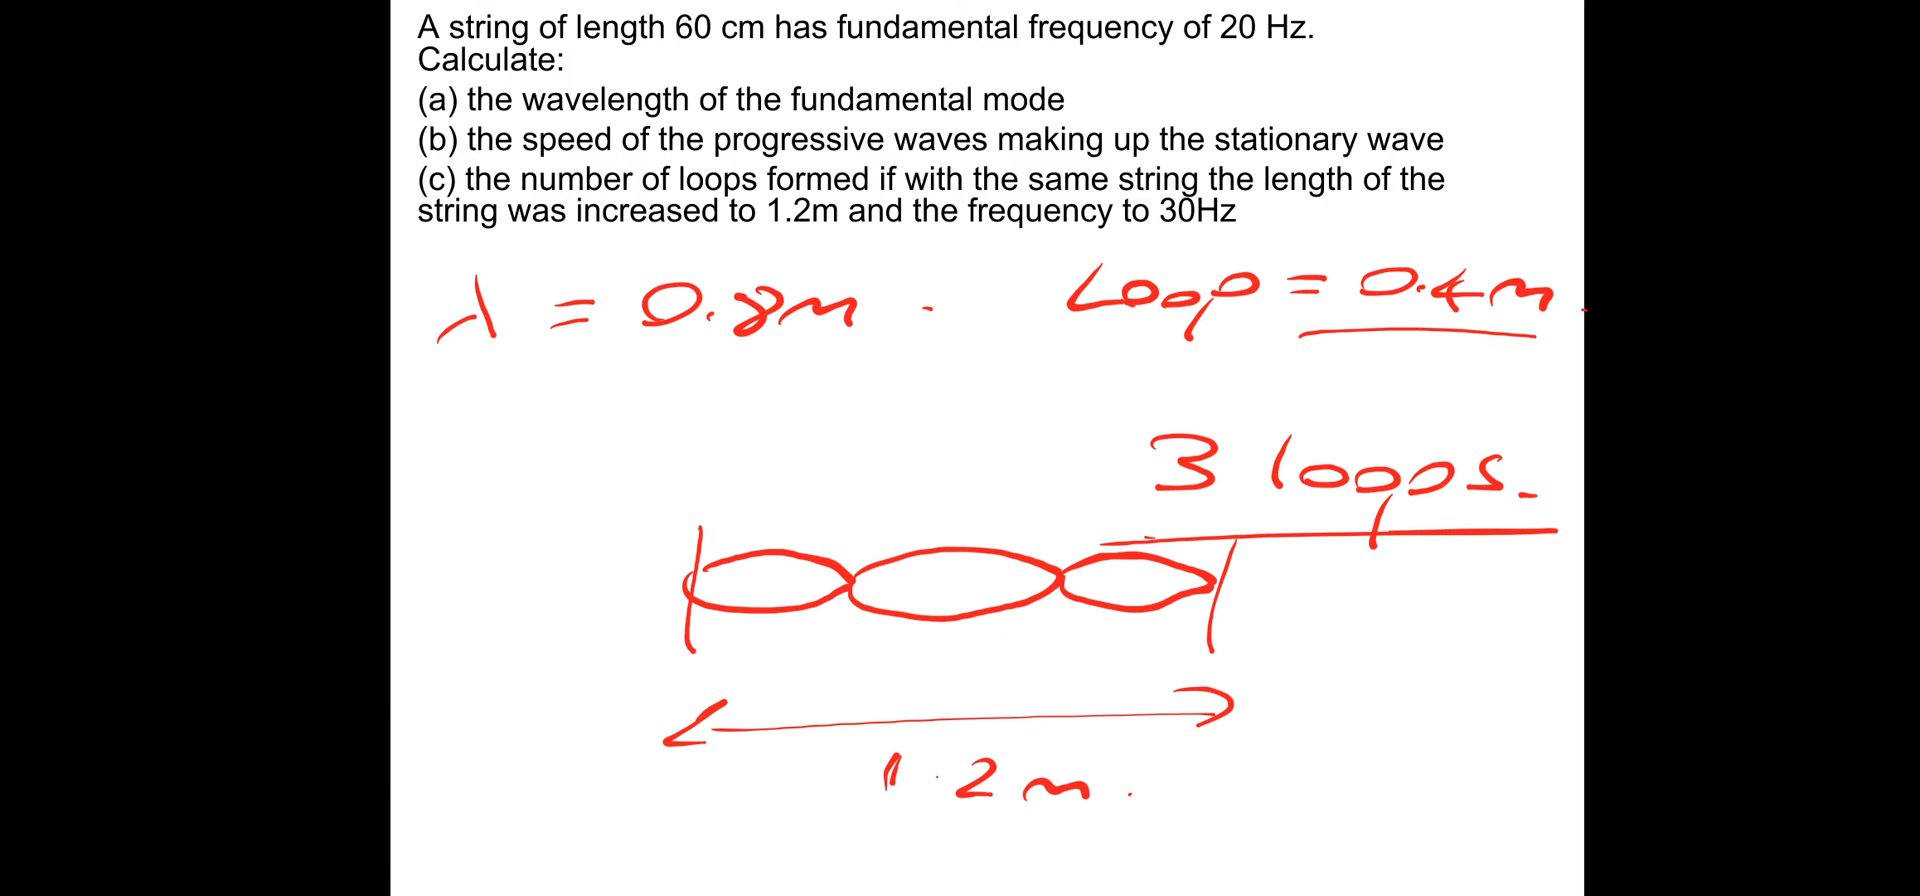 A string of length 60 cm has fundamental frequency of 20 Hz.
Calculate:
(a) the wavelength of the fundamental mode
(b) the speed of the progressive waves making up the stationary wave
(c) the number of loops formed if with the same string the length of the
string was increased to 1.2m and the frequency to 30Hz
λ = 0.8m. Loop = 0.4m.
3 loops.
1.2m.